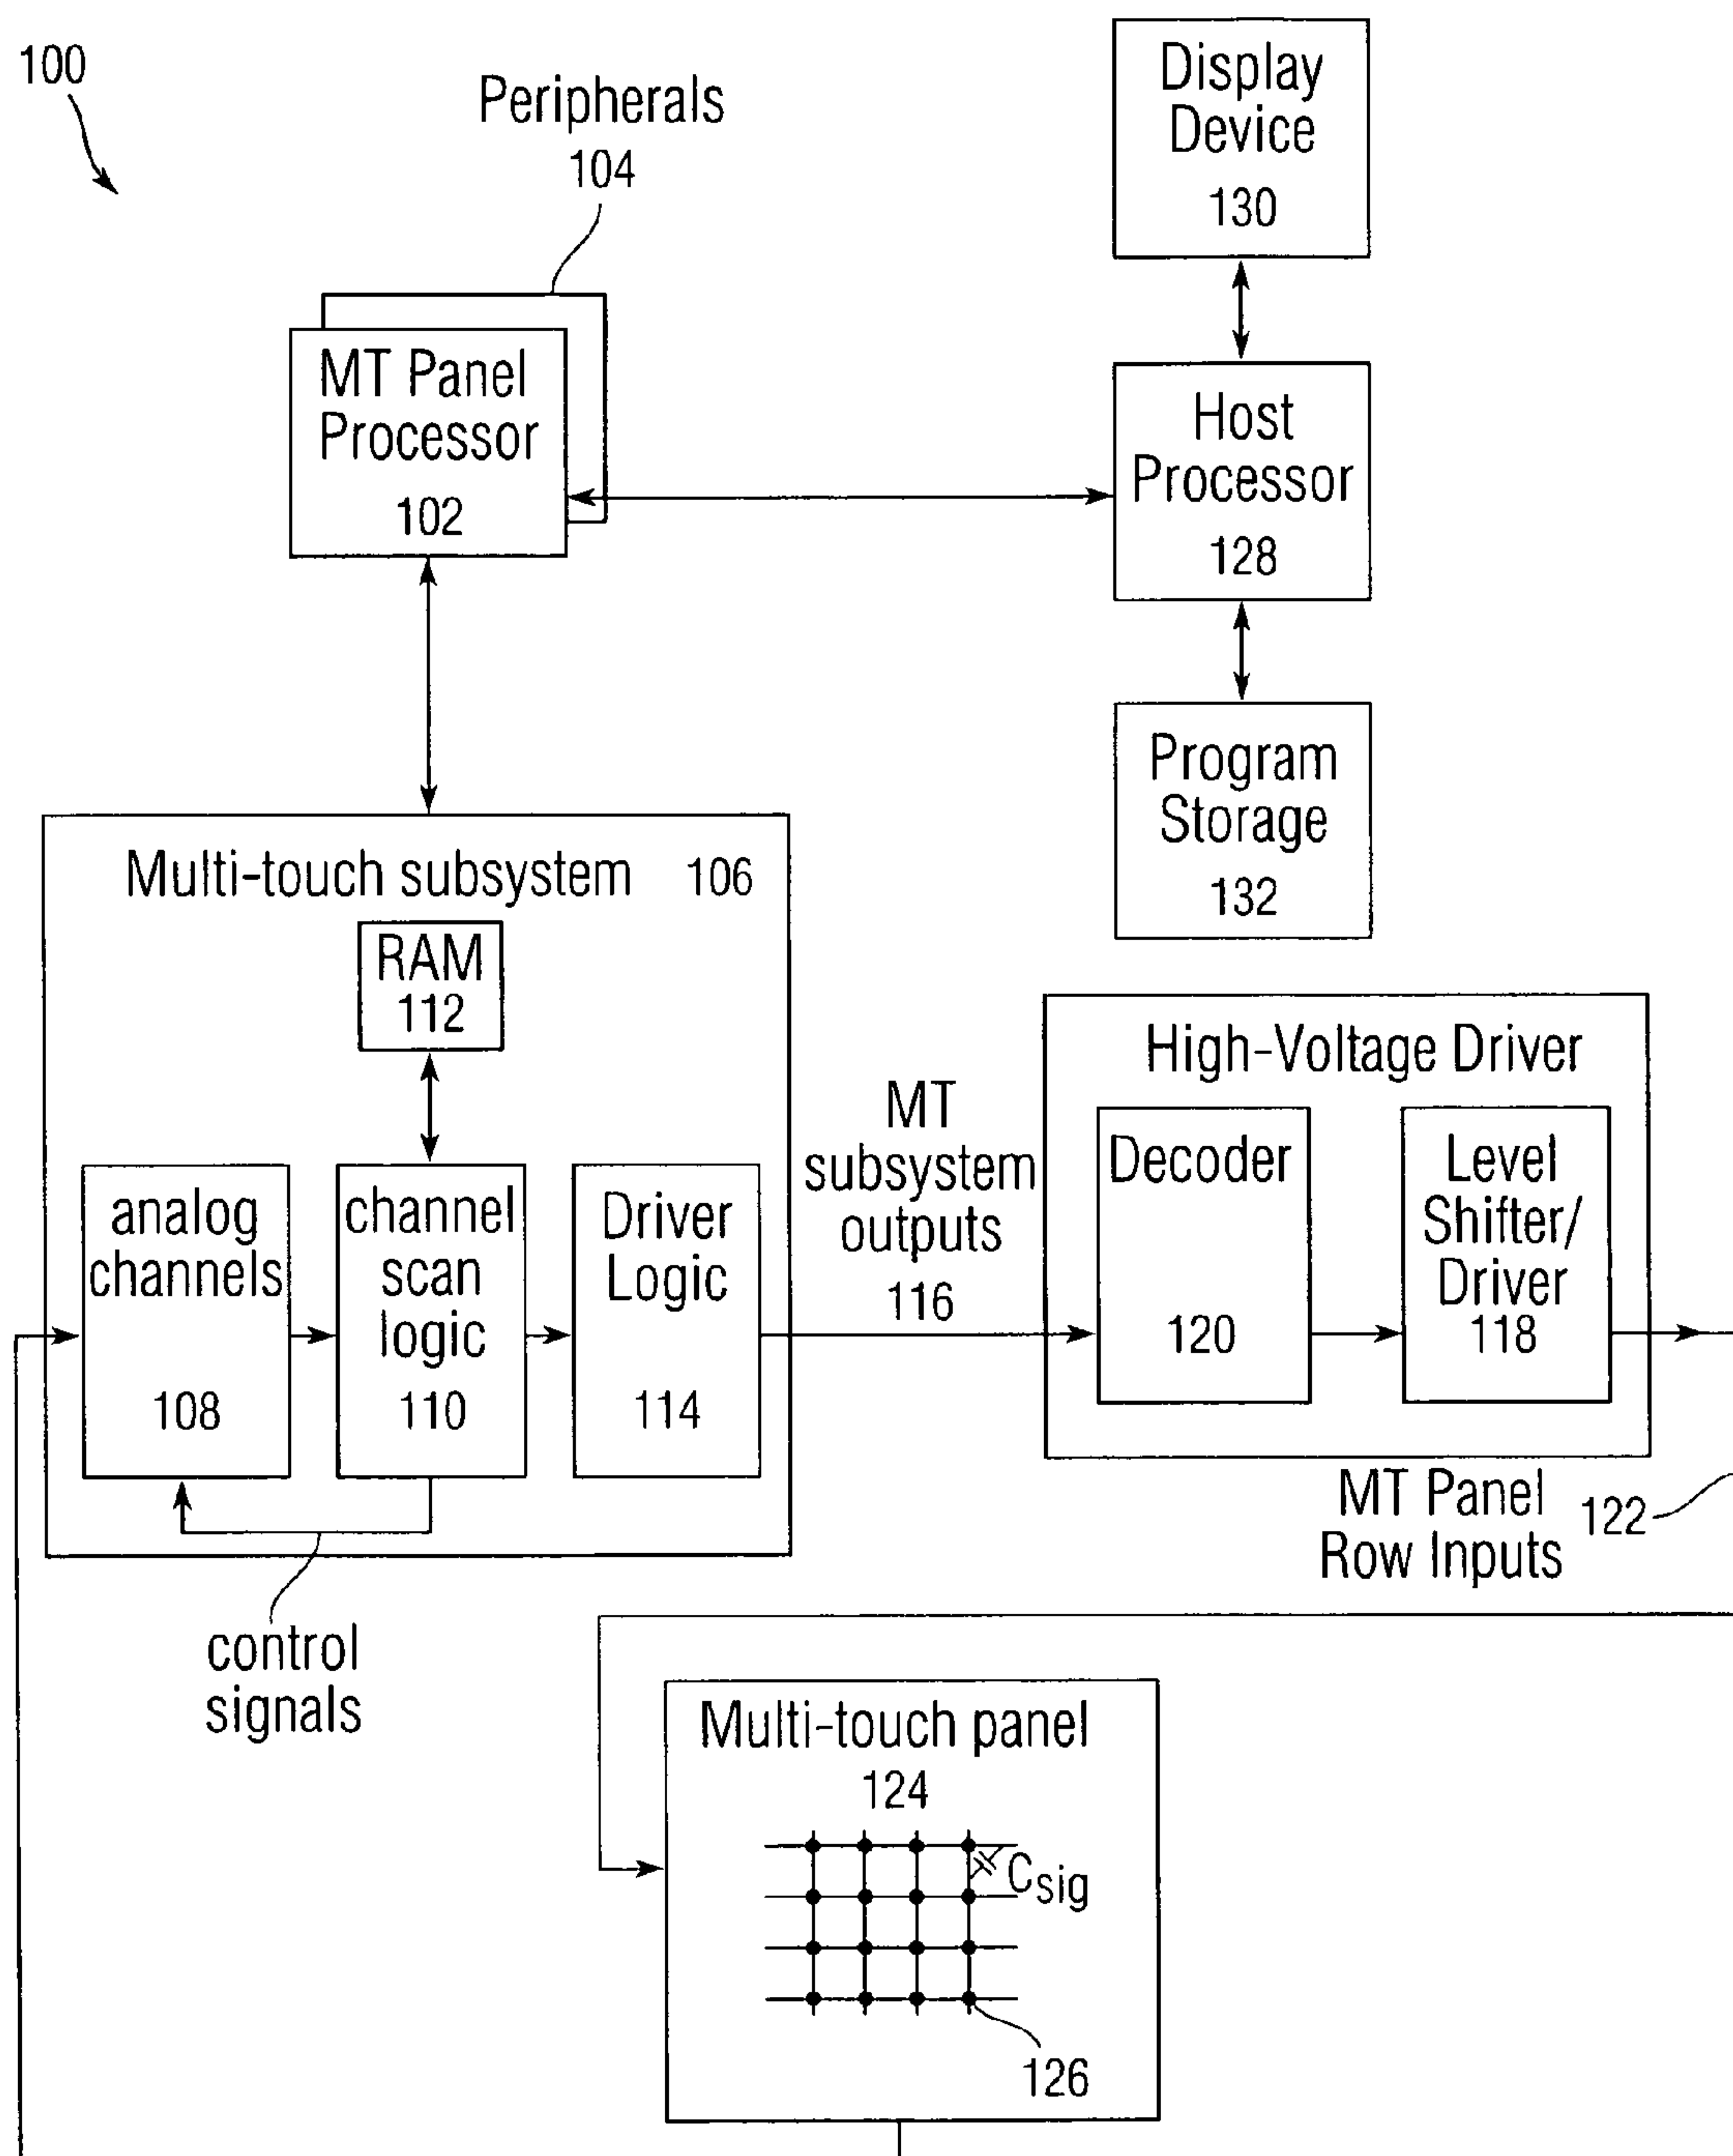 100
Peripherals
104
Display
Device
130
MT Panel
Processor
102
Host
Processor
128
Program
Storage
132
Multi-touch subsystem 106
RAM
112
analog
channels
108
channel
scan
logic
110
Driver
Logic
114
control
signals
MT
subsystem
outputs
116
High-Voltage Driver
Decoder
120
Level
Shifter/
Driver
118
MT Panel
Row Inputs
122
Multi-touch panel
124
Csig
126